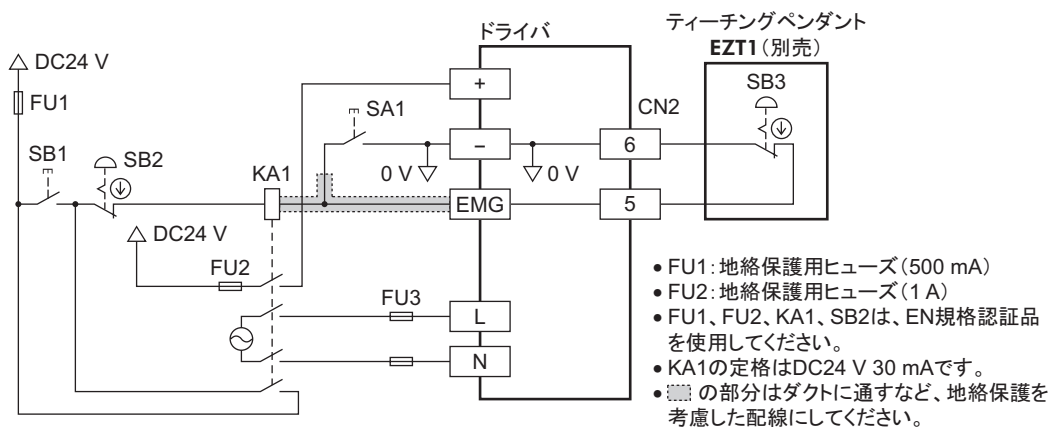 ドライバ
ティーチングペンダント
EZT1（別売）
DC24 V
FU1
SB1
SB2
KA1
SA1
+
−
0 V
0 V
EMG
CN2
6
5
SB3
DC24 V
FU2
FU3
L
N
• FU1：地絡保護用ヒューズ（500 mA）
• FU2：地絡保護用ヒューズ（1 A）
• FU1、FU2、KA1、SB2は、EN規格認証品
を使用してください。
• KA1の定格はDC24 V 30 mAです。
• の部分はダクトに通すなど、地絡保護を
考慮した配線にしてください。